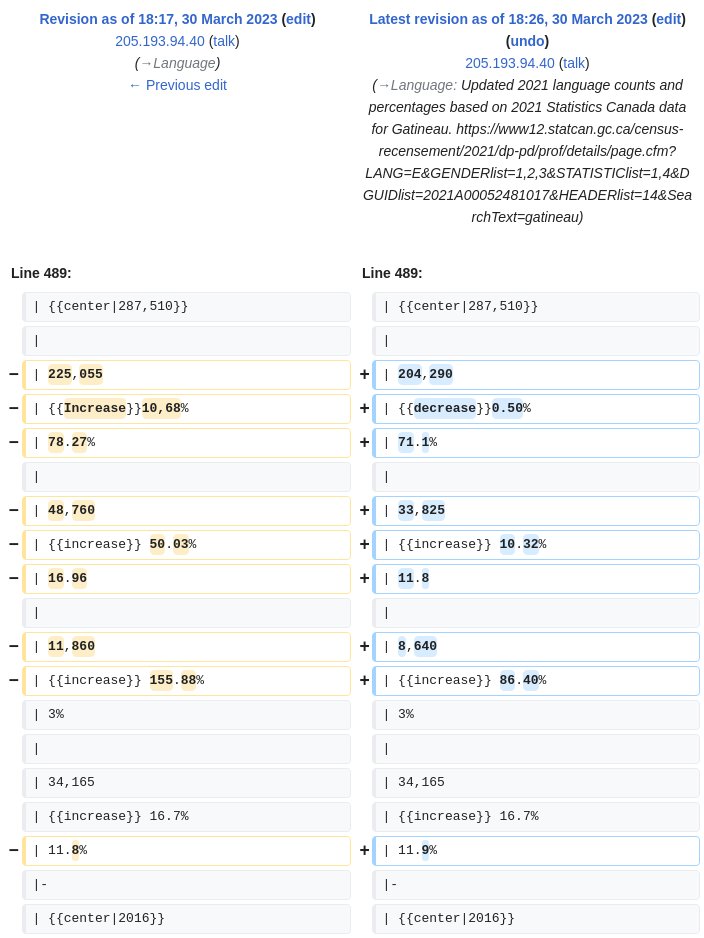 Revision as of 18:17, 30 March 2023 (edit)
205.193.94.40 (talk)
(→Language)
← Previous edit
Latest revision as of 18:26, 30 March 2023 (edit)
(undo)
205.193.94.40 (talk)
(→Language: Updated 2021 language counts and
percentages based on 2021 Statistics Canada data
for Gatineau. https://www12.statcan.gc.ca/census-
recensement/2021/dp-pd/prof/details/page.cfm?
LANG=E&GENDERlist=1,2,3&STATISTIClist=1,4&D
GUIDlist=2021A00052481017&HEADERlist=14&Sea
rchText=gatineau)
Line 489:
Line 489:
| {{center|287,510}}
| {{center|287,510}}
|
|
− | 225,055
+ | 204,290
− | {{Increase}}10,68%
+ | {{decrease}}0.50%
− | 78.27%
+ | 71.1%
|
|
− | 48,760
+ | 33,825
− | {{increase}} 50.03%
+ | {{increase}} 10.32%
− | 16.96
+ | 11.8
|
|
− | 11,860
+ | 8,640
− | {{increase}} 155.88%
+ | {{increase}} 86.40%
| 3%
| 3%
|
|
| 34,165
| 34,165
| {{increase}} 16.7%
| {{increase}} 16.7%
− | 11.8%
+ | 11.9%
|-
|-
| {{center|2016}}
| {{center|2016}}